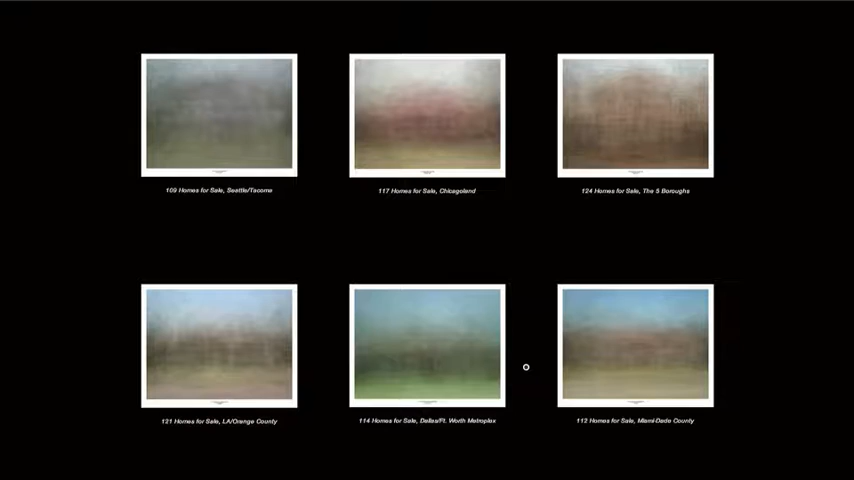 109 Homes for Sale, Seattle/Tacoma
117 Homes for Sale, Chicagoland
124 Homes for Sale, The 5 Boroughs
121 Homes for Sale, LA/Orange County
114 Homes for Sale, Dallas/Ft. Worth Metroplex
112 Homes for Sale, Miami-Dade County